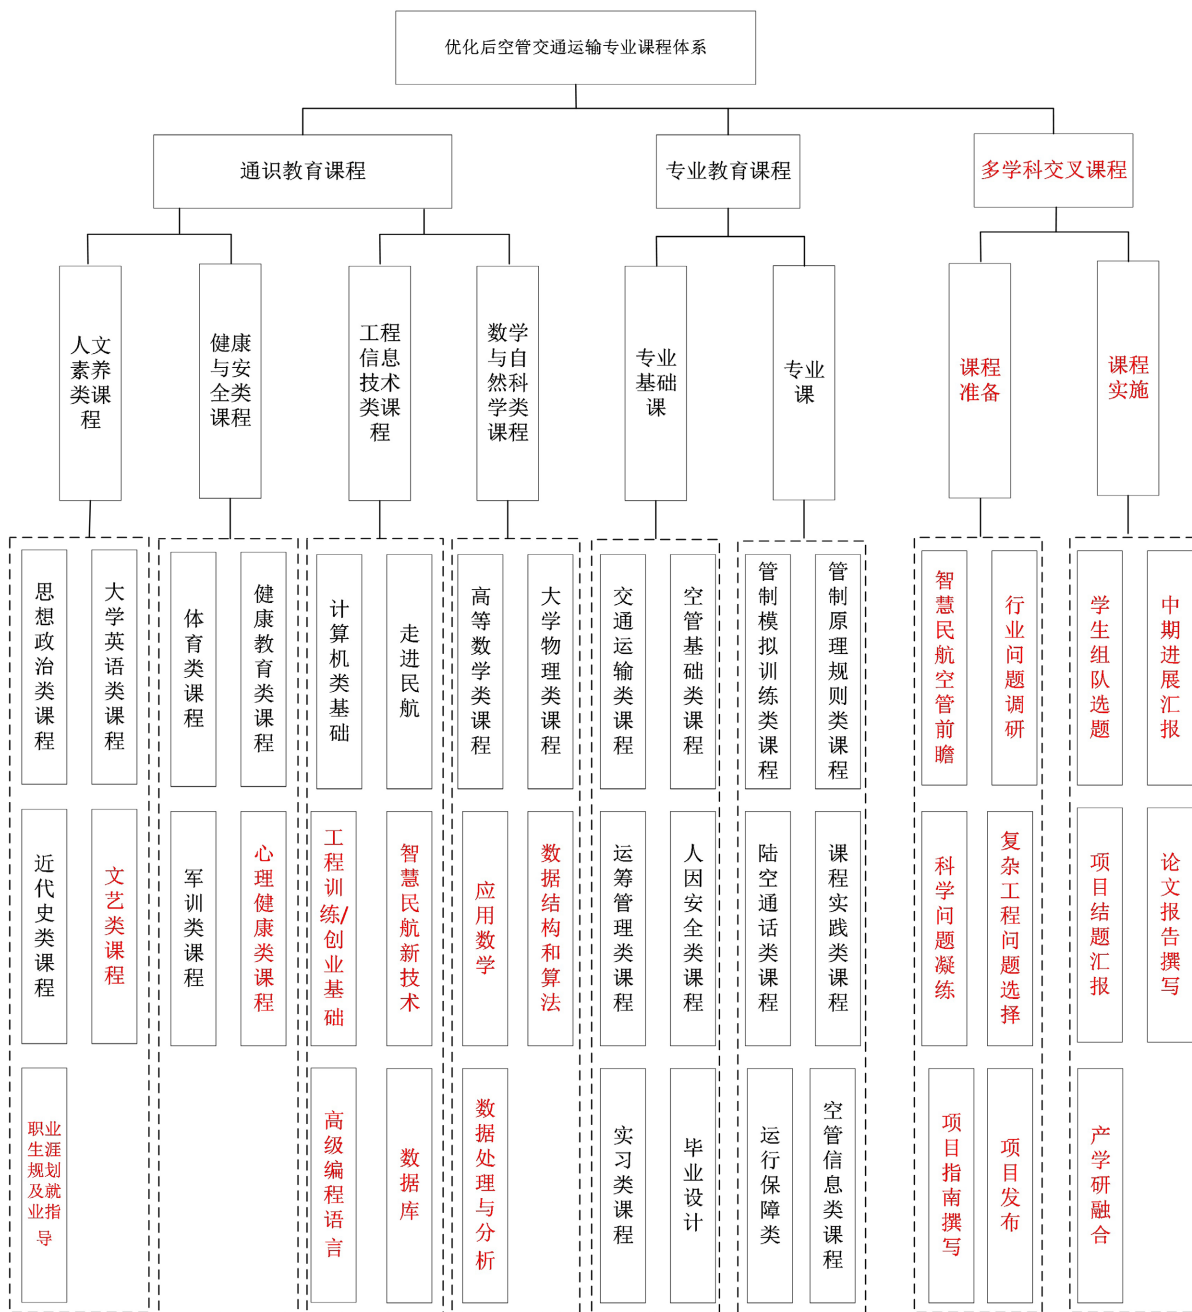 优化后空管交通运输专业课程体系
通识教育课程
专业教育课程
多学科交叉课程
人文素养类课程
健康与安全类课程
工程信息技术类课程
数学与自然科学类课程
专业基础课
专业课
课程准备
课程实施
思想政治类课程
大学英语类课程
体育类课程
健康教育类课程
计算机类基础
走进民航
高等数学类课程
大学物理类课程
交通运输类课程
空管基础类课程
管制模拟训练类课程
管制原理规则类课程
智慧民航空管前瞻
行业问题调研
学生组队选题
中期进展汇报
近代史类课程
文艺类课程
军训类课程
心理健康类课程
工程训练/创业基础
智慧民航新技术
应用数学
数据结构和算法
运筹管理类课程
人因安全类课程
陆空通话类课程
课程实践类课程
科学问题凝练
复杂工程问题选择
项目结题汇报
论文报告撰写
职业生涯规划及就业指导
高级编程语言
数据库
数据处理与分析
实习类课程
毕业设计
运行保障类
空管信息类课程
项目指南撰写
项目发布
产学研融合